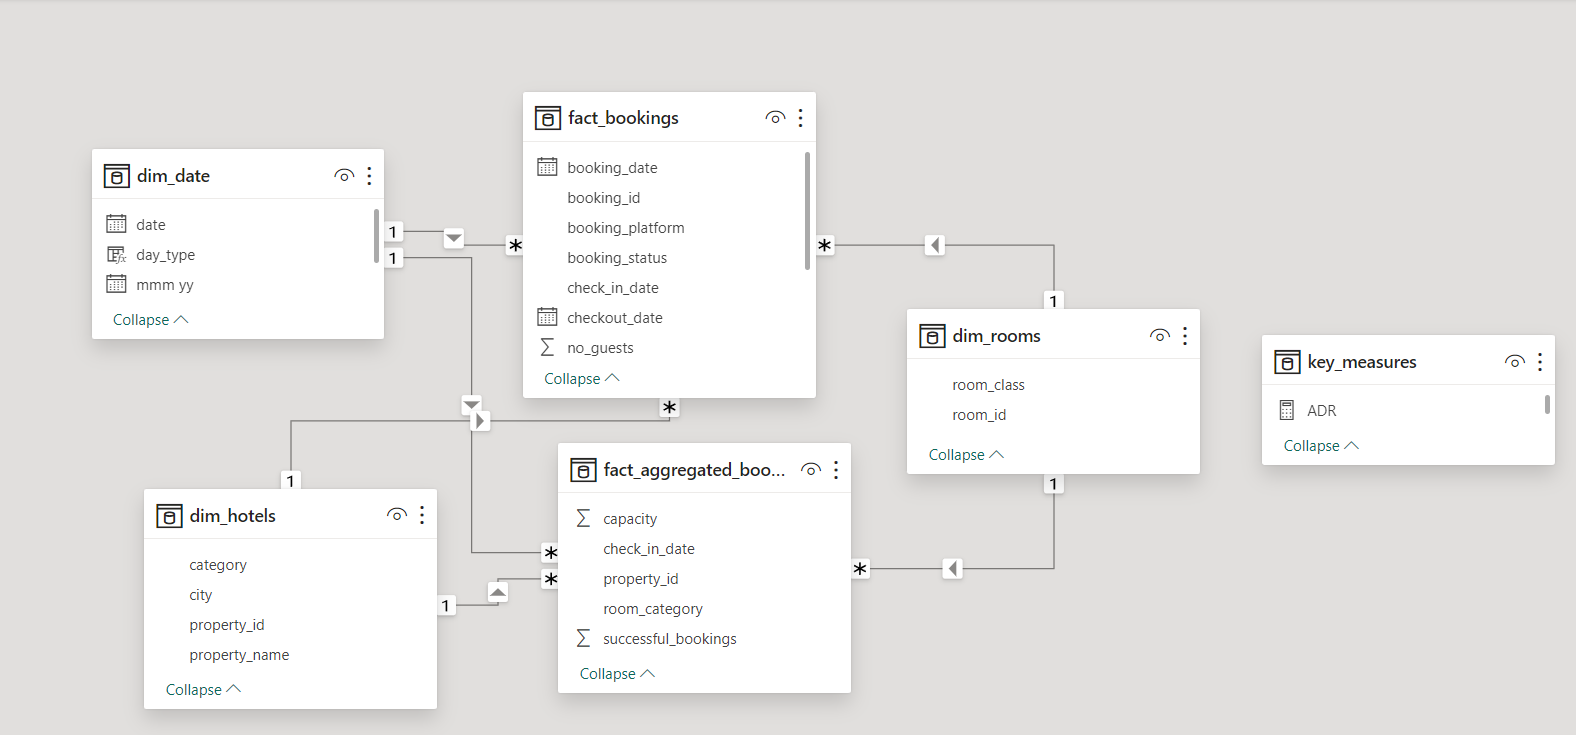 dim_date
date
day_type
mmm yy
Collapse
1
1
fact_bookings
booking_date
booking_id
booking_platform
booking_status
check_in_date
checkout_date
no_guests
Collapse
*
*
*
dim_rooms
room_class
room_id
Collapse
1
1
key_measures
ADR
Collapse
dim_hotels
category
city
property_id
property_name
Collapse
1
1
fact_aggregated_boo...
capacity
check_in_date
property_id
room_category
successful_bookings
Collapse
*
*
*